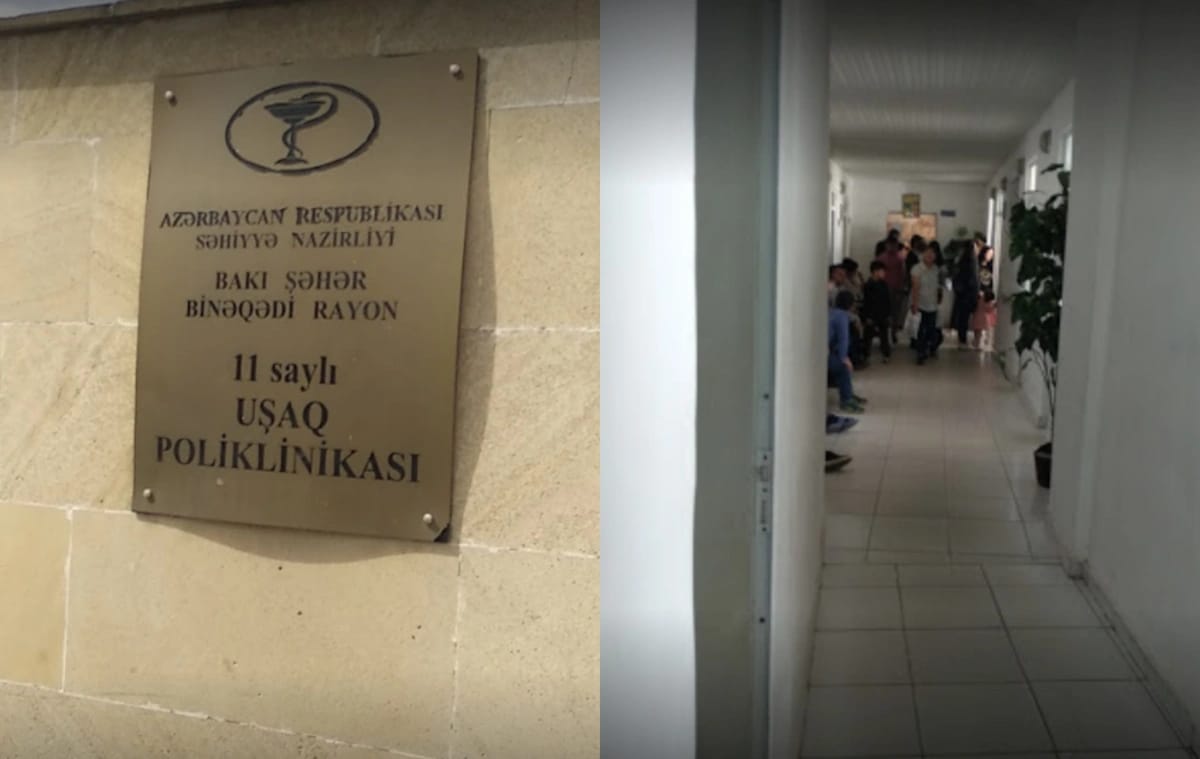 AZƏRBAYCAN RESPUBLİKASI
SƏHİYYƏ NAZİRLİYİ
BAKI ŞƏHƏR
BİNƏQƏDİ RAYON
11 saylı
UŞAQ
POLİKLİNİKASI